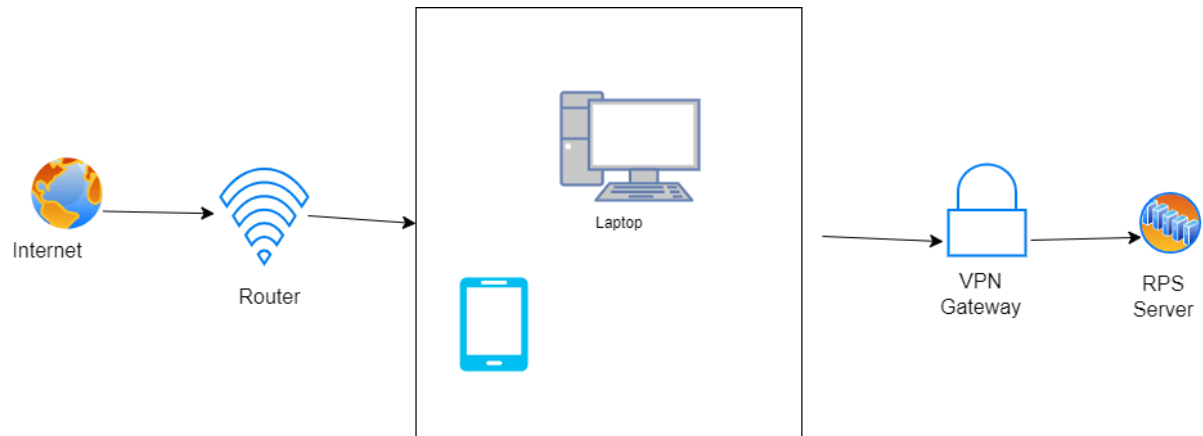 Internet
Router
Laptop
VPN
Gateway
RPS
Server